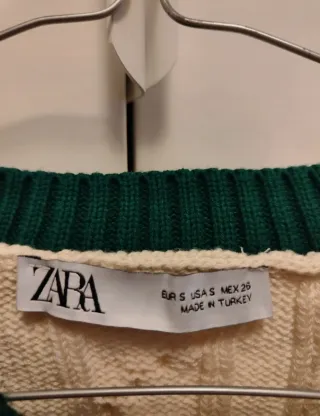 ZARA
EUR S USA S MEX 26
MADE IN TURKEY